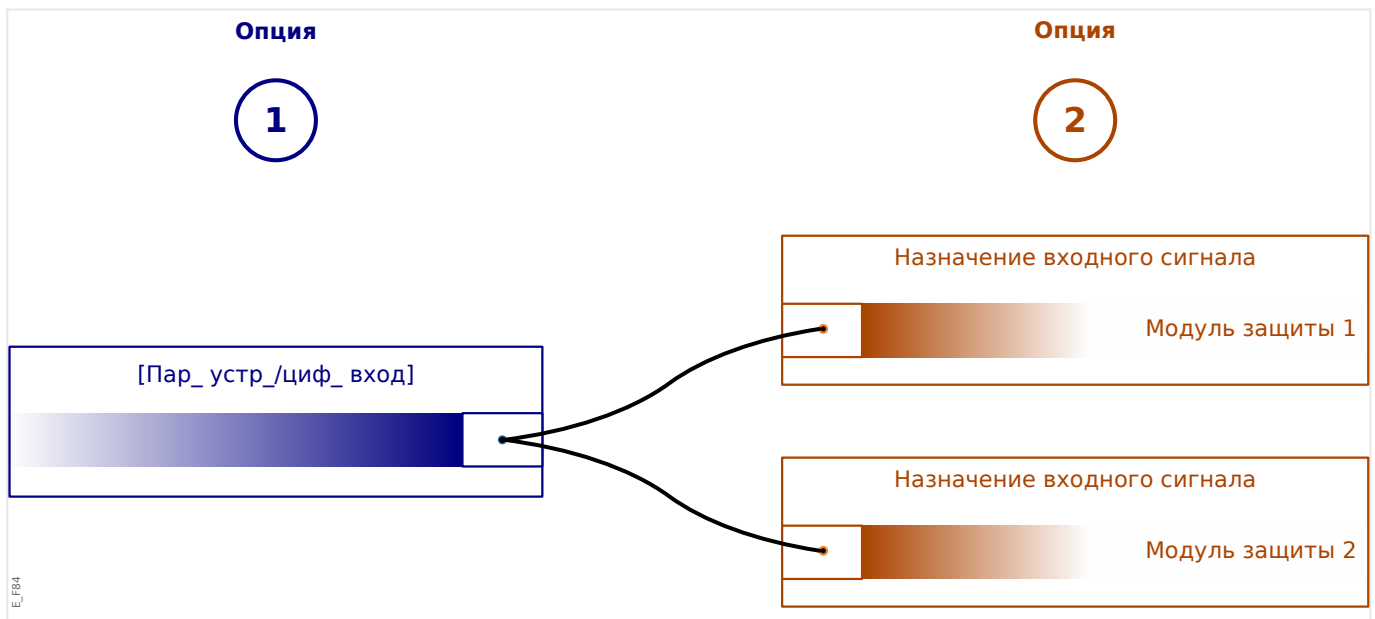 Опция
1
Опция
2
[Пар_ устр_/циф_ вход]
Назначение входного сигнала
Модуль защиты 1
Назначение входного сигнала
Модуль защиты 2
E_F84